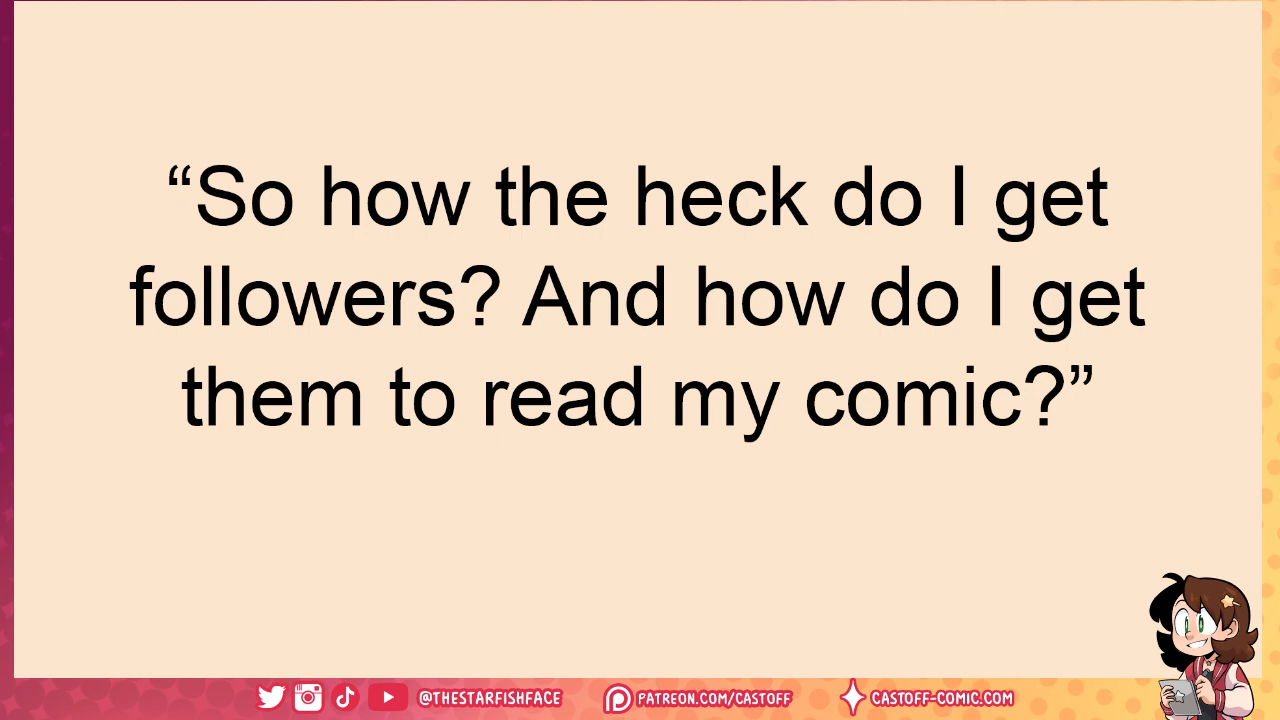 “So how the heck do I get
followers? And how do I get
them to read my comic?”
@THESTARFISHFACE
PATREON.COM/CASTOFF
CASTOFF-COMIC.COM